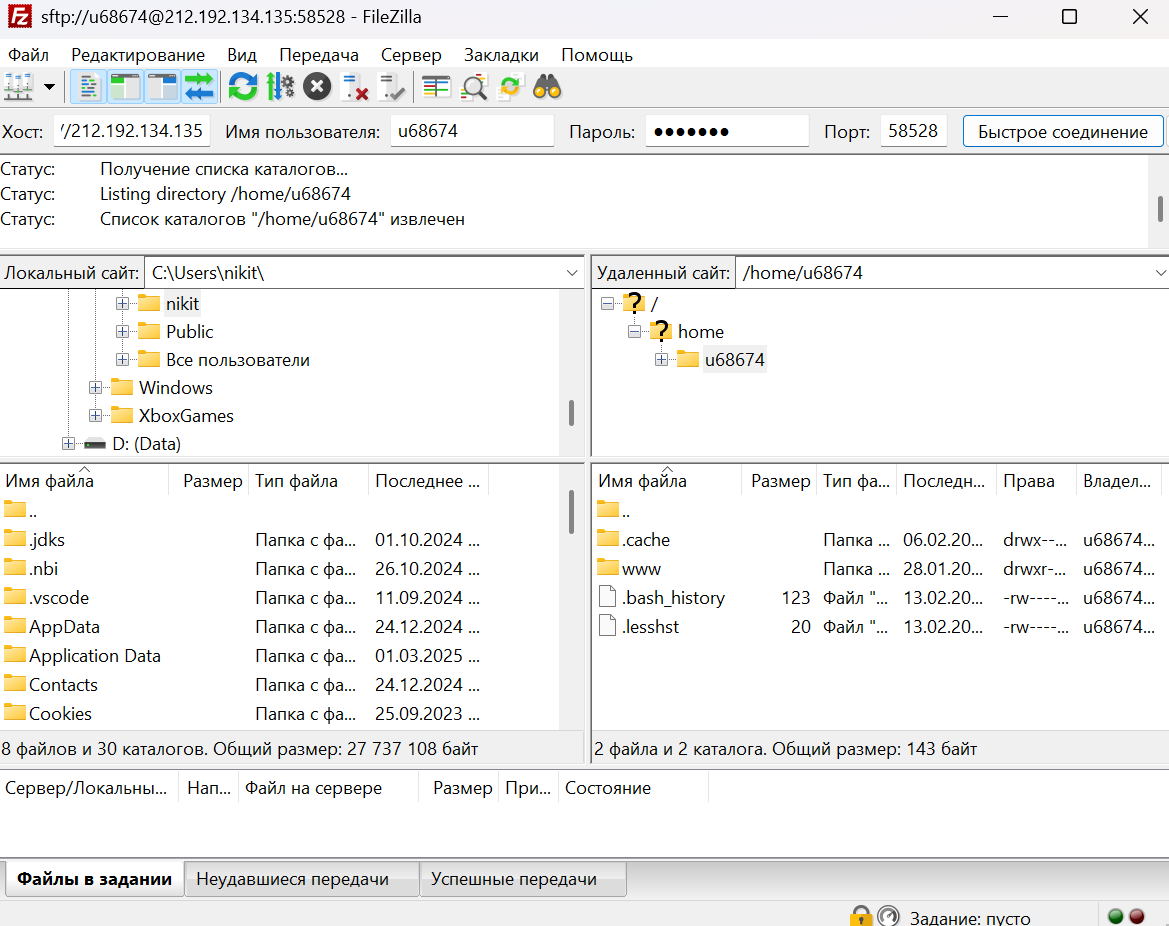 sftp://u68674@212.192.134.135:58528 - FileZilla
Файл Редактирование Вид Передача Сервер Закладки Помощь
Хост: //212.192.134.135 Имя пользователя: u68674 Пароль: ●●●●●●● Порт: 58528 Быстрое соединение
Статус: Получение списка каталогов...
Статус: Listing directory /home/u68674
Статус: Список каталогов "/home/u68674" извлечен
Локальный сайт: C:\Users\nikit\
nikit
Public
Все пользователи
Windows
XboxGames
D: (Data)
Удаленный сайт: /home/u68674
/
home
u68674
Имя файла Размер Тип файла Последнее ...
..
.jdks Папка с фа... 01.10.2024 ...
.nbi Папка с фа... 26.10.2024 ...
.vscode Папка с фа... 11.09.2024 ...
AppData Папка с фа... 24.12.2024 ...
Application Data Папка с фа... 01.03.2025 ...
Contacts Папка с фа... 24.12.2024 ...
Cookies Папка с фа... 25.09.2023 ...
8 файлов и 30 каталогов. Общий размер: 27 737 108 байт
Имя файла Размер Тип фа... Последн... Права Владел...
..
.cache Папка ... 06.02.20... drwx--... u68674...
www Папка ... 28.01.20... drwxr-... u68674...
.bash_history 123 Файл "... 13.02.20... -rw----... u68674...
.lesshst 20 Файл "... 13.02.20... -rw----... u68674...
2 файла и 2 каталога. Общий размер: 143 байт
Сервер/Локальны... Нап... Файл на сервере Размер При... Состояние
Файлы в задании Неудавшиеся передачи Успешные передачи
Задание: пусто